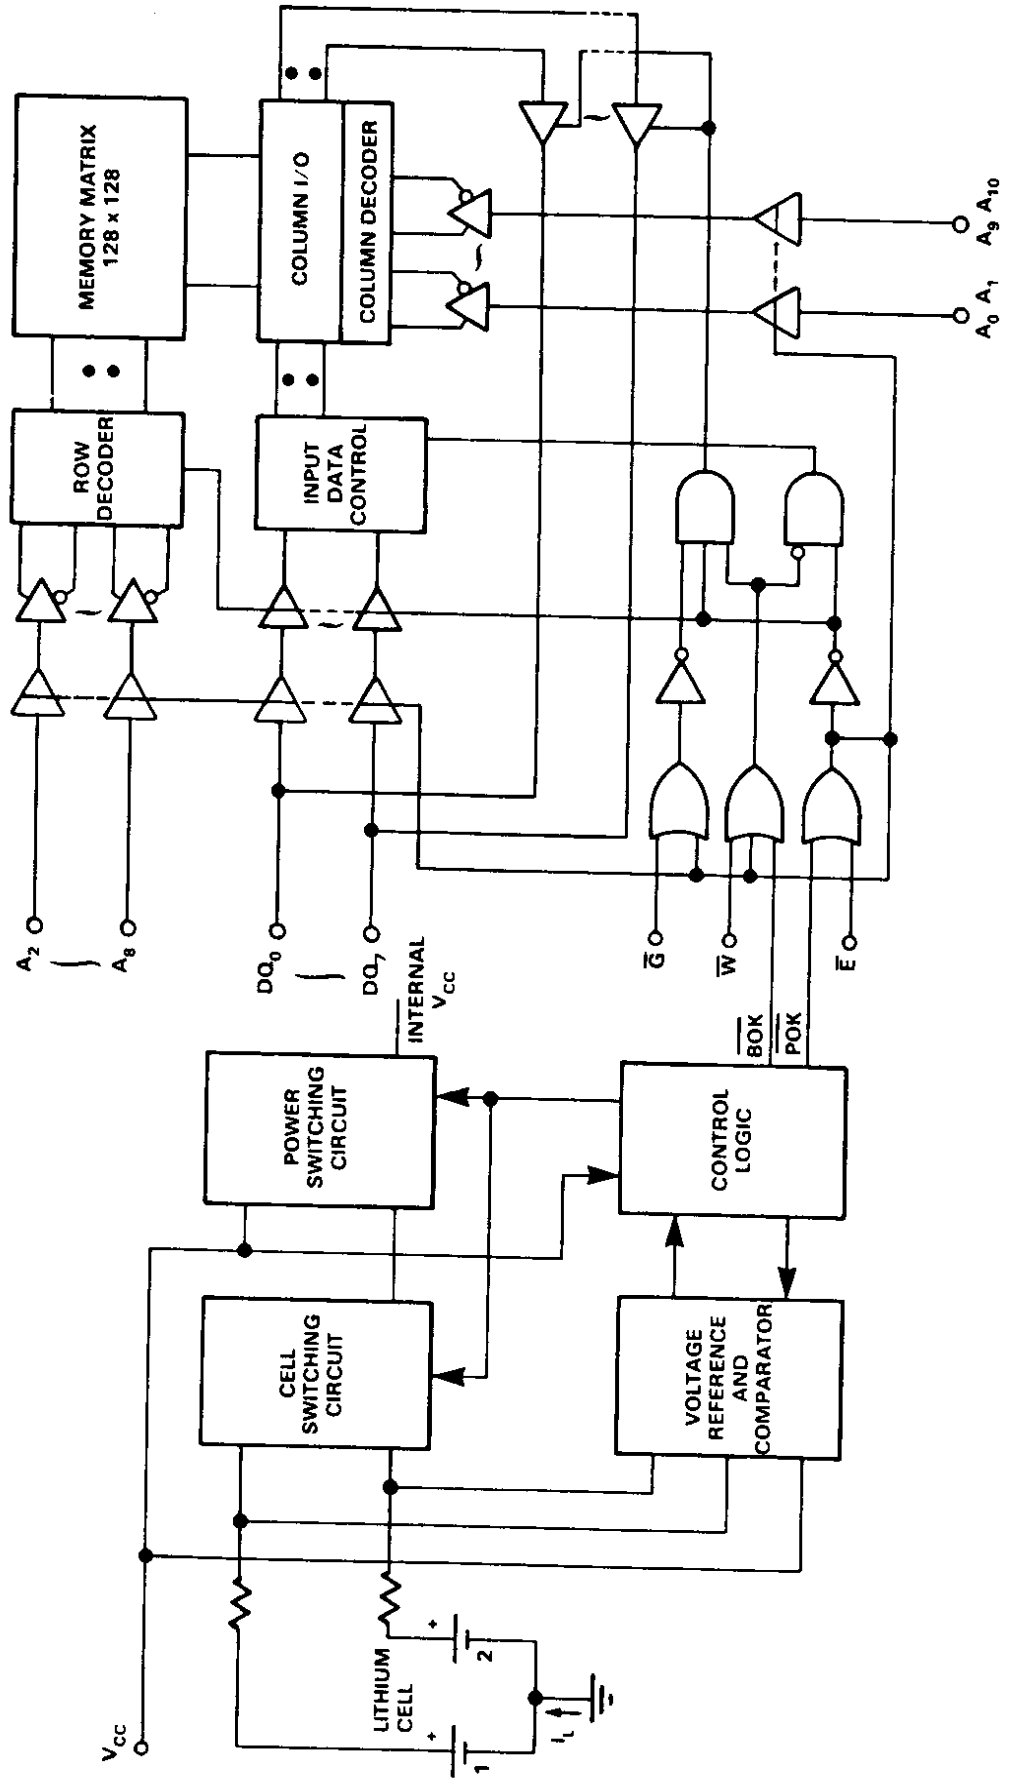 MEMORY MATRIX
128 x 128
ROW
DECODER
COLUMN I/O
COLUMN DECODER
INPUT
DATA
CONTROL
A2
A8
DQ0
DQ7
A0 A1
A9 A10
G̅
W̅
E̅
B̅O̅K̅
P̅O̅K̅
INTERNAL
VCC
POWER
SWITCHING
CIRCUIT
CONTROL
LOGIC
CELL
SWITCHING
CIRCUIT
VOLTAGE
REFERENCE
AND
COMPARATOR
VCC
LITHIUM
CELL
+
1
+
2
IL